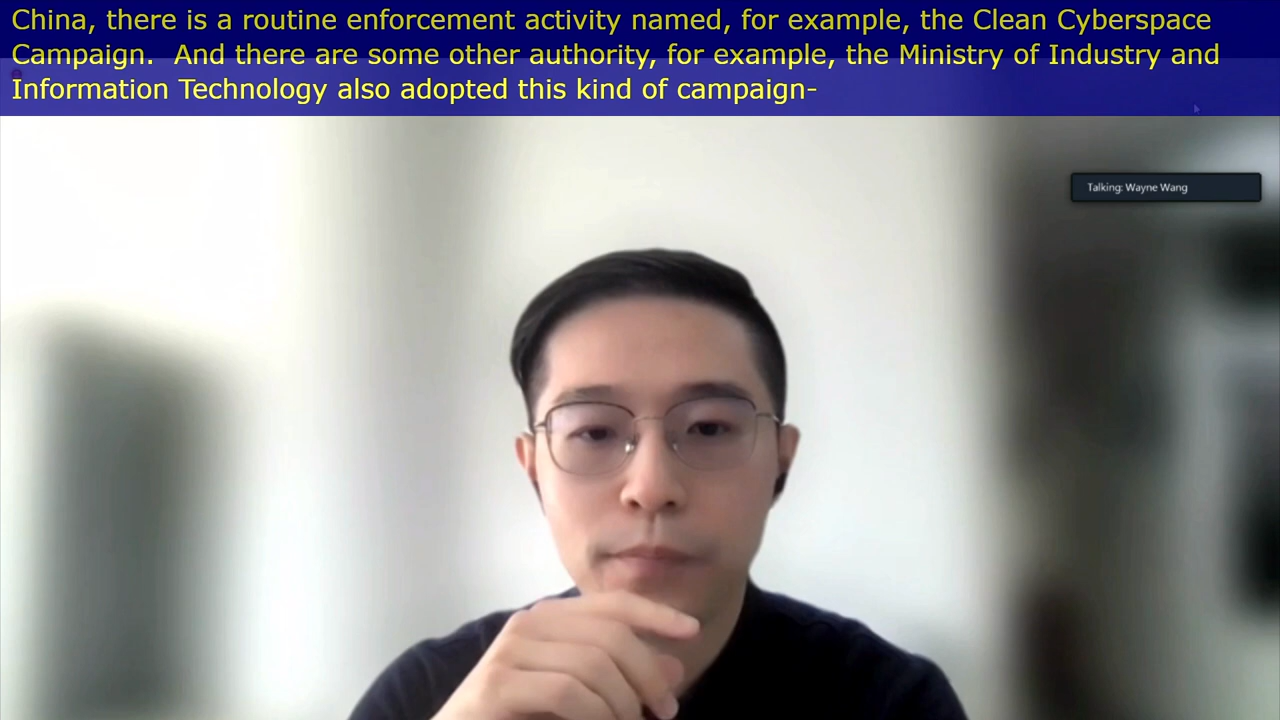 China, there is a routine enforcement activity named, for example, the Clean Cyberspace
Campaign.  And there are some other authority, for example, the Ministry of Industry and
Information Technology also adopted this kind of campaign-
Talking: Wayne Wang